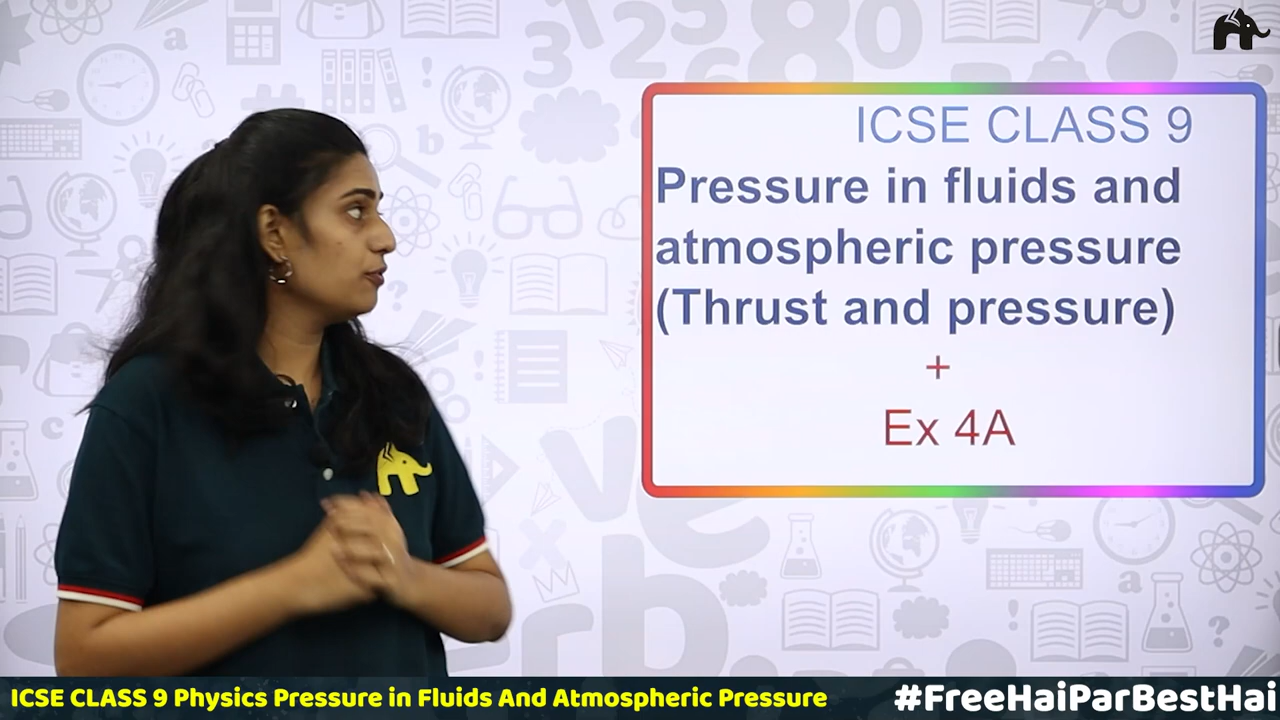 ICSE CLASS 9
Pressure in fluids and
atmospheric pressure
(Thrust and pressure)
+
Ex 4A
ICSE CLASS 9 Physics Pressure in Fluids And Atmospheric Pressure
#FreeHaiParBestHai